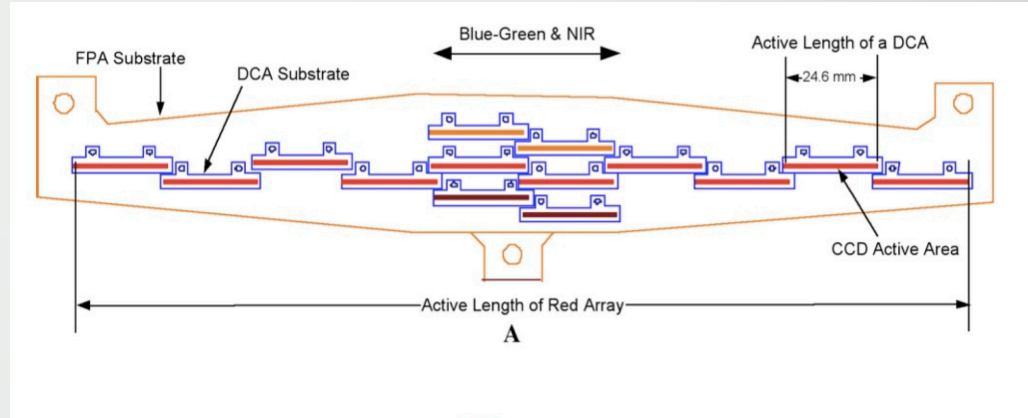 Blue-Green & NIR
Active Length of a DCA
FPA Substrate
DCA Substrate
24.6 mm
CCD Active Area
Active Length of Red Array
A